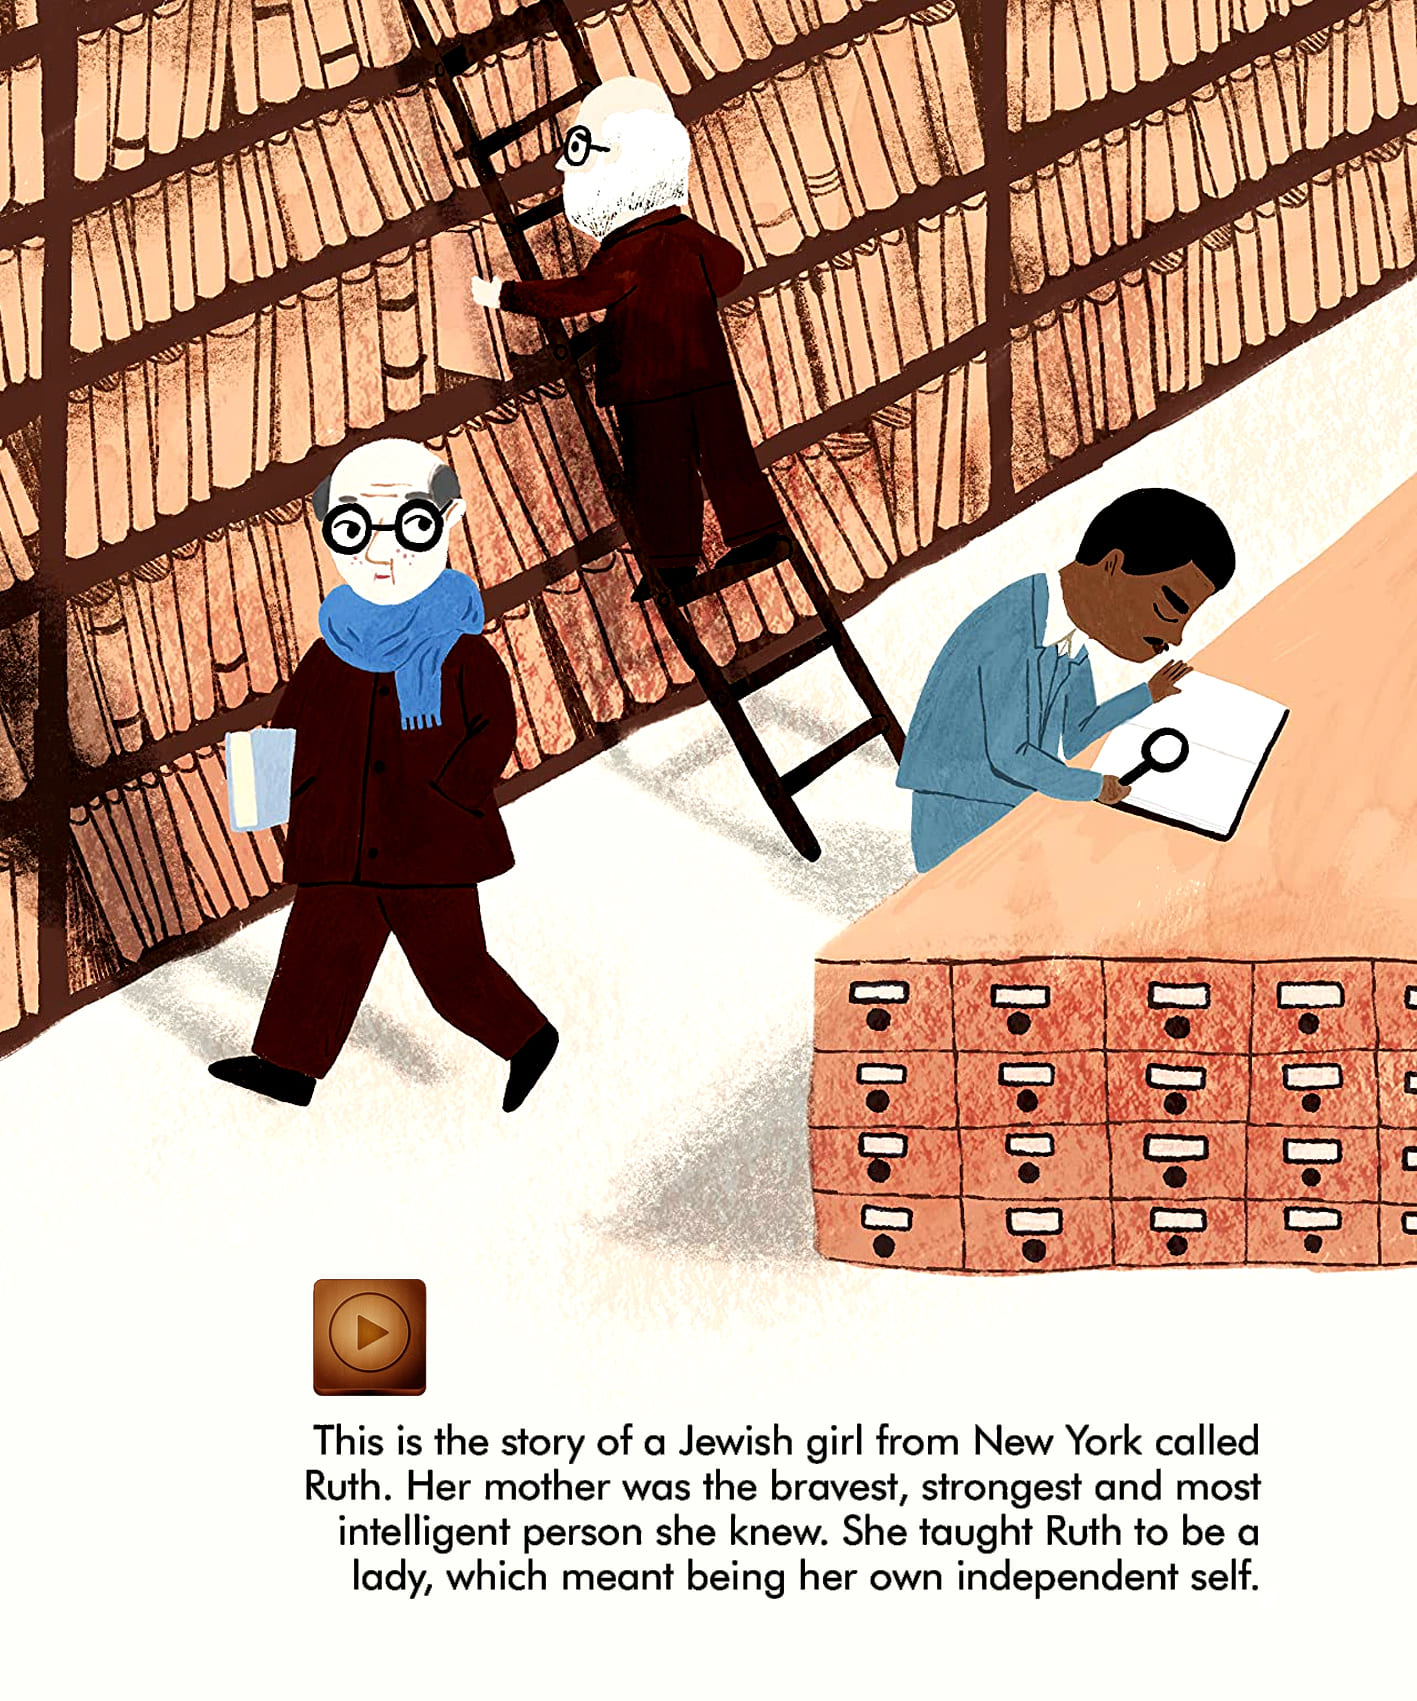 This is the story of a Jewish girl from New York called
Ruth. Her mother was the bravest, strongest and most
intelligent person she knew. She taught Ruth to be a
lady, which meant being her own independent self.